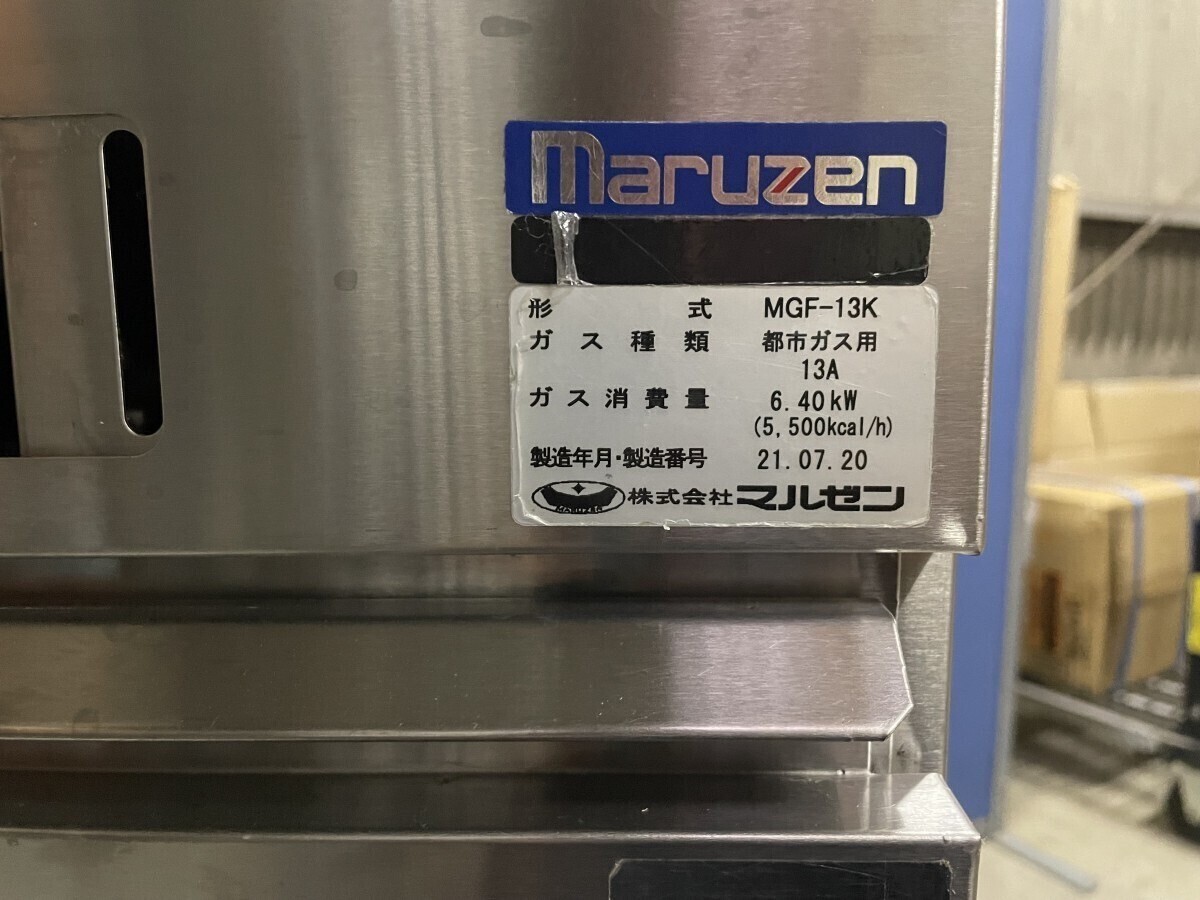 maruzen
形式 MGF-13K
ガス種類 都市ガス用
13A
ガス消費量 6.40kW
(5,500kcal/h)
製造年月・製造番号 21.07.20
MARUZEN 株式会社マルゼン